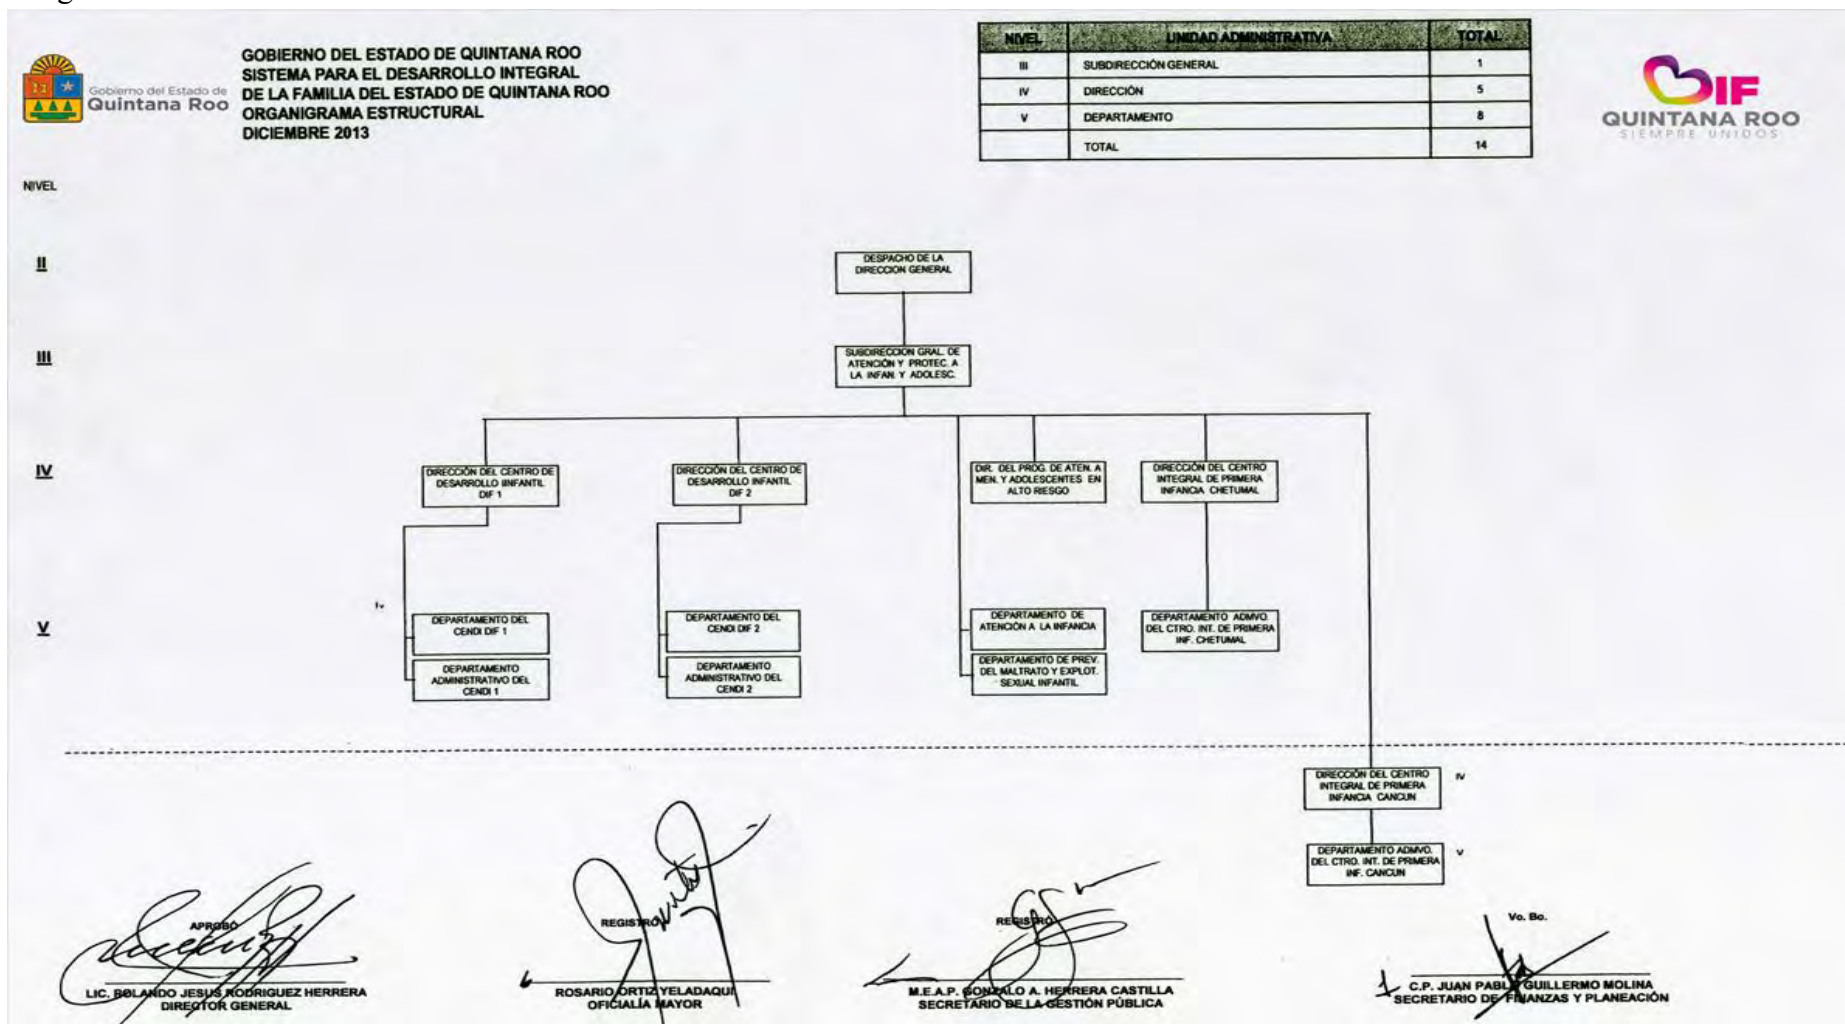 GOBIERNO DEL ESTADO DE QUINTANA ROO
SISTEMA PARA EL DESARROLLO INTEGRAL
DE LA FAMILIA DEL ESTADO DE QUINTANA ROO
ORGANIGRAMA ESTRUCTURAL
DICIEMBRE 2013
Gobierno del Estado de
Quintana Roo
NIVEL UNIDAD ADMINISTRATIVA TOTAL
III SUBDIRECCIÓN GENERAL 1
IV DIRECCIÓN 5
V DEPARTAMENTO 8
TOTAL 14
DIF
QUINTANA ROO
SIEMPRE UNIDOS
NIVEL
II
DESPACHO DE LA
DIRECCION GENERAL
III
SUBDIRECCION GRAL. DE
ATENCIÓN Y PROTEC. A
LA INFAN. Y ADOLESC.
IV
DIRECCIÓN DEL CENTRO DE
DESARROLLO IINFANTIL
DIF 1
DIRECCIÓN DEL CENTRO DE
DESARROLLO INFANTIL
DIF 2
DIR. DEL PROG. DE ATEN. A
MEN. Y ADOLESCENTES EN
ALTO RIESGO
DIRECCIÓN DEL CENTRO
INTEGRAL DE PRIMERA
INFANCIA CHETUMAL
V
DEPARTAMENTO DEL
CENDI DIF 1
DEPARTAMENTO
ADMINISTRATIVO DEL
CENDI 1
DEPARTAMENTO DEL
CENDI DIF 2
DEPARTAMENTO
ADMINISTRATIVO DEL
CENDI 2
DEPARTAMENTO DE
ATENCIÓN A LA INFANCIA
DEPARTAMENTO DE PREV.
DEL MALTRATO Y EXPLOT.
SEXUAL INFANTIL
DEPARTAMENTO ADMVO.
DEL CTRO. INT. DE PRIMERA
INF. CHETUMAL
DIRECCIÓN DEL CENTRO
INTEGRAL DE PRIMERA
INFANCIA CANCUN
IV
DEPARTAMENTO ADMVO.
DEL CTRO. INT. DE PRIMERA
INF. CANCUN
V
APROBÓ
LIC. ROLANDO JESUS RODRIGUEZ HERRERA
DIRECTOR GENERAL
REGISTRÓ
ROSARIO ORTIZ YELADAQUI
OFICIALÍA MAYOR
REGISTRÓ
M.E.A.P. GONZALO A. HERRERA CASTILLA
SECRETARIO DE LA GESTIÓN PÚBLICA
Vo. Bo.
C.P. JUAN PABLO GUILLERMO MOLINA
SECRETARIO DE FINANZAS Y PLANEACIÓN